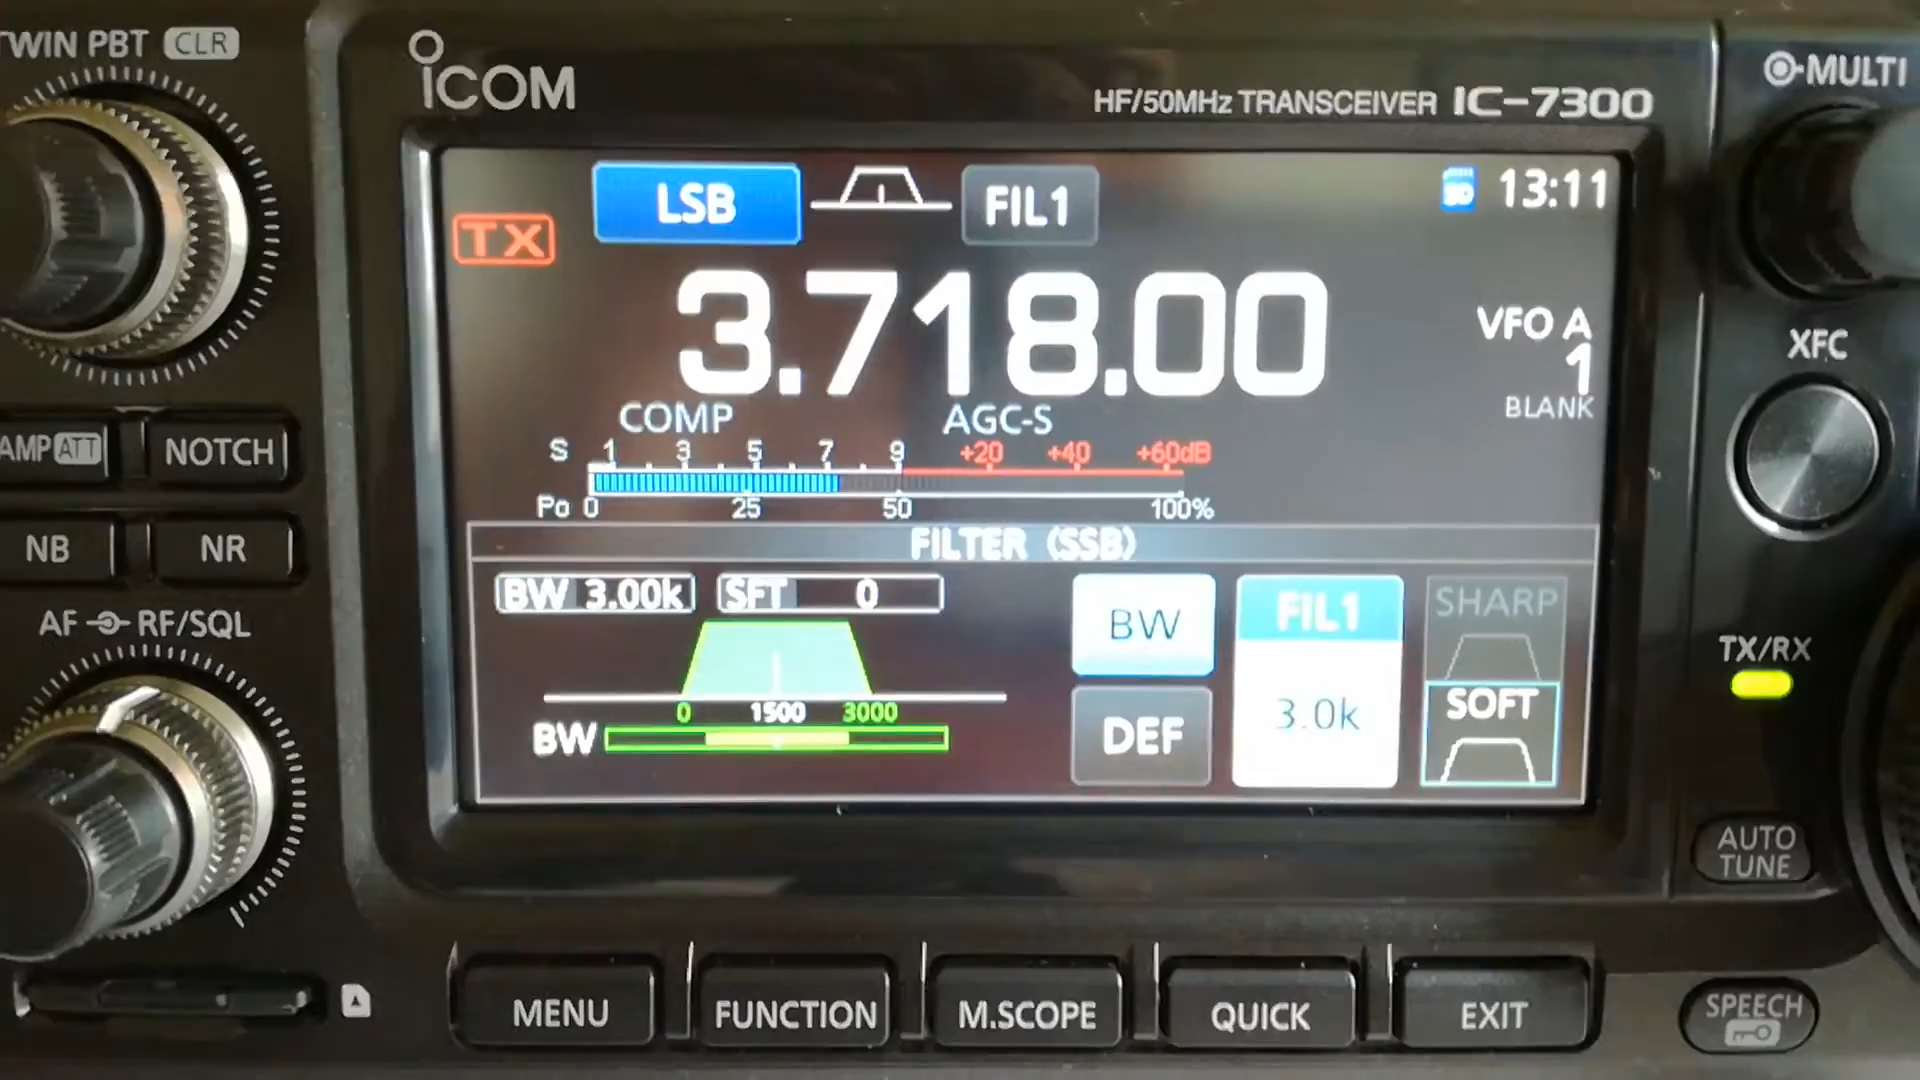 TWIN PBT CLR
ICOM
HF/50MHz TRANSCEIVER IC-7300
MULTI
LSB
FIL1
SD
13:11
TX
3.718.00
VFO A
1
BLANK
XFC
COMP
AGC-S
S 1 3 5 7 9 +20 +40 +60dB
Po 0 25 50 100%
AMP ATT
NOTCH
NB
NR
FILTER (SSB)
BW 3.00k
SFT 0
BW
FIL1
SHARP
AF RF/SQL
TX/RX
0 1500 3000
BW
DEF
3.0k
SOFT
AUTO
TUNE
MENU
FUNCTION
M.SCOPE
QUICK
EXIT
SPEECH